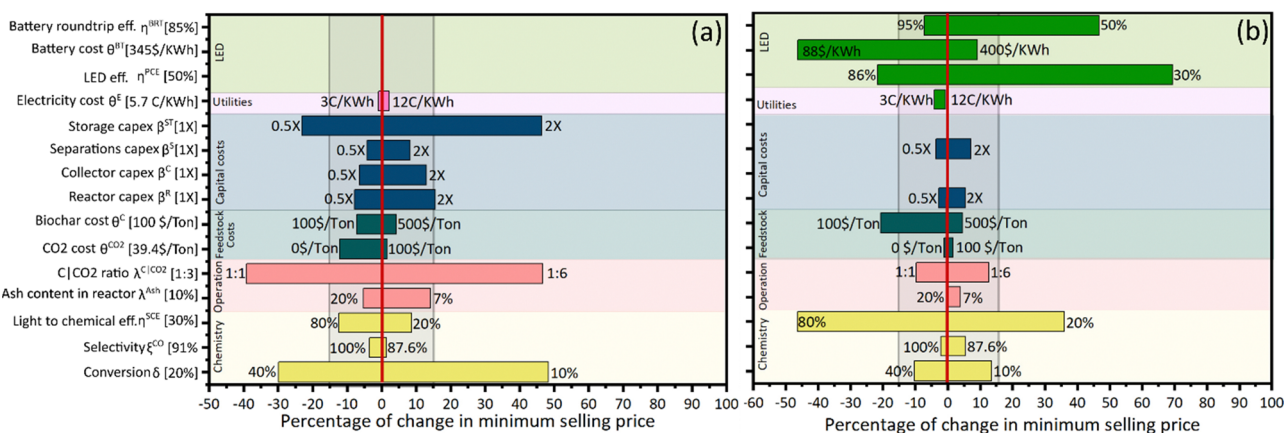 Battery roundtrip eff. η^BRT [85%]
Battery cost θ^BT [345$/KWh]
LED eff. η^PCE [50%]
Electricity cost θ^E [5.7 C/KWh]
Storage capex β^ST [1X]
Separations capex β^S [1X]
Collector capex β^C [1X]
Reactor capex β^R [1X]
Biochar cost θ^C [100 $/Ton]
CO2 cost θ^CO2 [39.4$/Ton]
C|CO2 ratio λ^C|CO2 [1:3]
Ash content in reactor λ^Ash [10%]
Light to chemical eff. η^SCE [30%]
Selectivity ξ^CO [91%
Conversion δ [20%]
(a)
LED
Utilities
Capital costs
Feedstock
Costs
Operation
Chemistry
3C/KWh 12C/KWh
0.5X 2X
0.5X 2X
0.5X 2X
0.5X 2X
100$/Ton 500$/Ton
0$/Ton 100$/Ton
1:1 1:6
20% 7%
80% 20%
100% 87.6%
40% 10%
-50 -40 -30 -20 -10 0 10 20 30 40 50 60 70 80 90 100
Percentage of change in minimum selling price
(b)
LED
Utilities
Capital costs
Operation
Chemistry
95% 50%
88$/KWh 400$/KWh
86% 30%
3C/KWh 12C/KWh
0.5X 2X
0.5X 2X
100$/Ton 500$/Ton
0 $/Ton 100 $/Ton
1:1 1:6
20% 7%
80% 20%
100% 87.6%
40% 10%
-60 -50 -40 -30 -20 -10 0 10 20 30 40 50 60 70 80 90 100
Percentage of change in minimum selling price